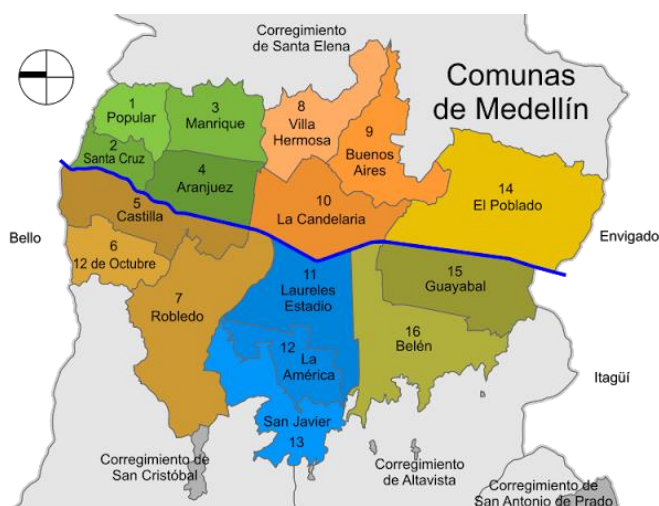 Corregimiento
de Santa Elena
Comunas
de Medellín
1
Popular
3
Manrique
8
Villa
Hermosa
9
Buenos
Aires
2
Santa Cruz
4
Aranjuez
14
El Poblado
5
Castilla
10
La Candelaria
Bello
Envigado
6
12 de Octubre
11
Laureles
Estadio
15
Guayabal
7
Robledo
16
Belén
12
La
América
Itagüí
San Javier
13
Corregimiento de
San Cristóbal
Corregimiento
de Altavista
Corregimiento de
San Antonio de Prado